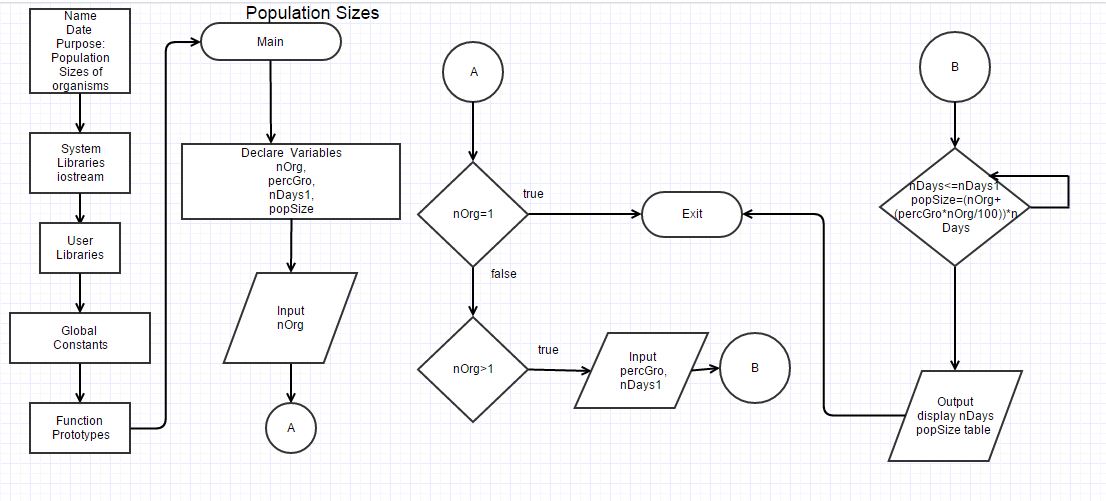 Population Sizes
Name
Date
Purpose:
Population
Sizes of
organisms
System
Libraries
iostream
User
Libraries
Global
Constants
Function
Prototypes
Main
Declare Variables
nOrg,
percGro,
nDays1,
popSize
Input
nOrg
A
A
nOrg=1
true
false
Exit
nOrg>1
true
Input
percGro,
nDays1
B
B
nDays<=nDays1
popSize=(nOrg+
(percGro*nOrg/100))*n
Days
Output
display nDays
popSize table